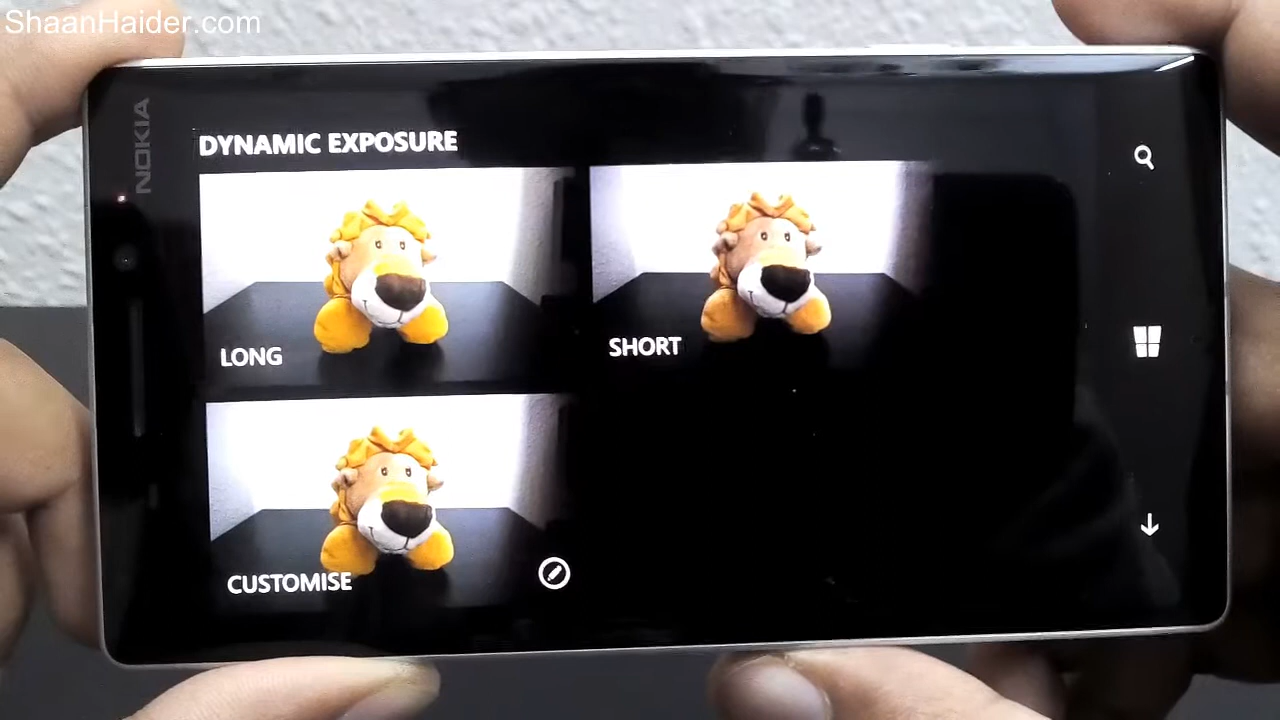 ShaanHaider.com
NOKIA
DYNAMIC EXPOSURE
LONG
SHORT
CUSTOMISE